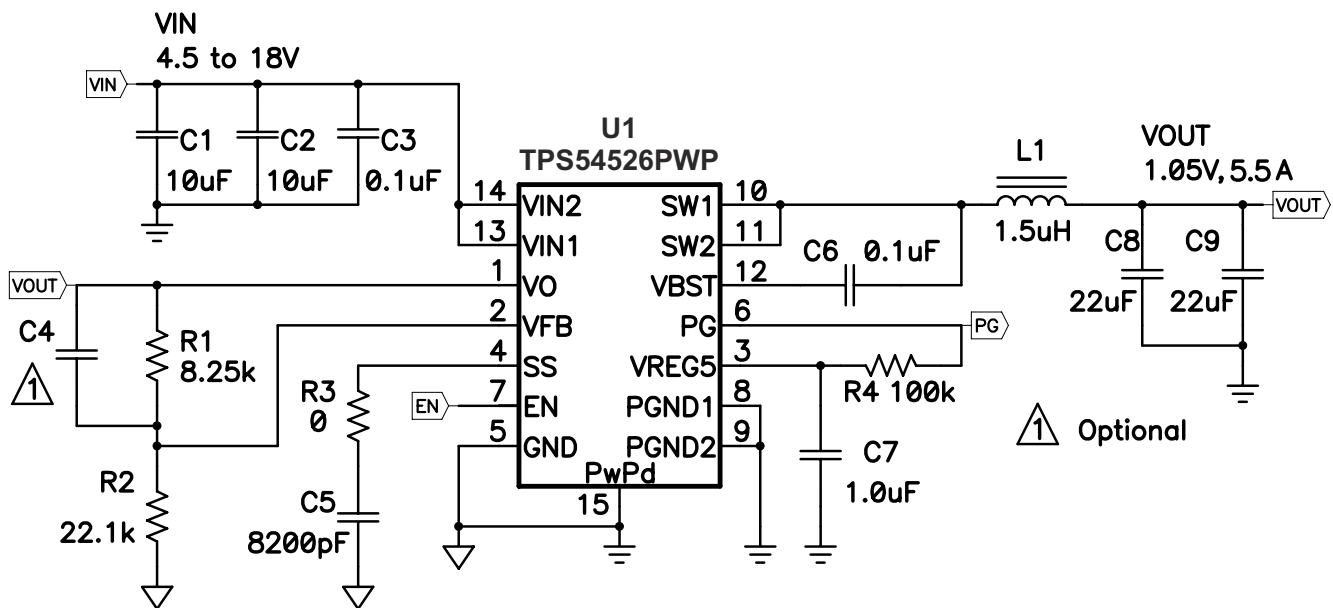 VIN
4.5 to 18V
VIN
C1
10uF
C2
10uF
C3
0.1uF
U1
TPS54526PWP
14
VIN2
13
VIN1
1
VO
2
VFB
4
SS
7
EN
5
GND
SW1
10
SW2
11
VBST
12
PG
6
VREG5
3
PGND1
8
PGND2
9
PwPd
15
VOUT
C4
1
R1
8.25k
R2
22.1k
R3
0
C5
8200pF
EN
C6
0.1uF
L1
1.5uH
VOUT
1.05V, 5.5A
VOUT
C8
22uF
C9
22uF
PG
R4 100k
C7
1.0uF
1 Optional